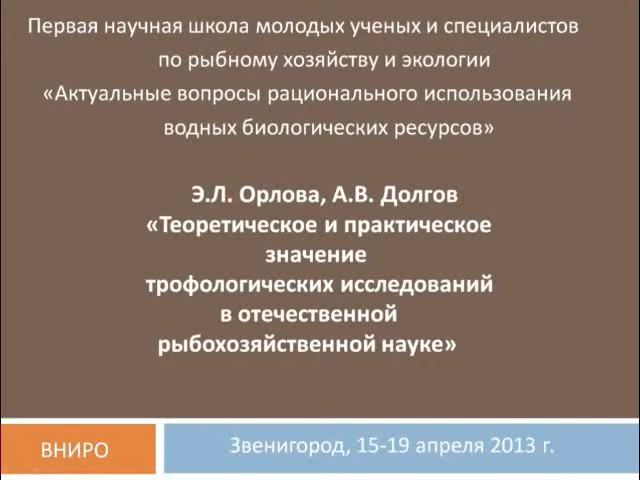 Первая научная школа молодых ученых и специалистов
по рыбному хозяйству и экологии
«Актуальные вопросы рационального использования
водных биологических ресурсов»
Э.Л. Орлова, А.В. Долгов
«Теоретическое и практическое
значение
трофологических исследований
в отечественной
рыбохозяйственной науке»
ВНИРО
Звенигород, 15-19 апреля 2013 г.